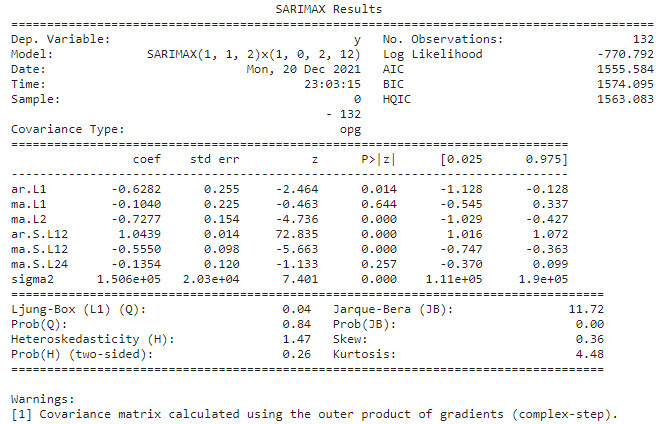 SARIMAX Results
==========================================================================================
Dep. Variable:                                  y   No. Observations:                  132
Model:             SARIMAX(1, 1, 2)x(1, 0, 2, 12)   Log Likelihood                -770.792
Date:                            Mon, 20 Dec 2021   AIC                           1555.584
Time:                                    23:03:15   BIC                           1574.095
Sample:                                         0   HQIC                          1563.083
                                            - 132
Covariance Type:                              opg
==============================================================================
                 coef    std err          z      P>|z|      [0.025      0.975]
------------------------------------------------------------------------------
ar.L1         -0.6282      0.255     -2.464      0.014      -1.128      -0.128
ma.L1         -0.1040      0.225     -0.463      0.644      -0.545       0.337
ma.L2         -0.7277      0.154     -4.736      0.000      -1.029      -0.427
ar.S.L12       1.0439      0.014     72.835      0.000       1.016       1.072
ma.S.L12      -0.5550      0.098     -5.663      0.000      -0.747      -0.363
ma.S.L24      -0.1354      0.120     -1.133      0.257      -0.370       0.099
sigma2      1.506e+05   2.03e+04      7.401      0.000    1.11e+05     1.9e+05
===================================================================================
Ljung-Box (L1) (Q):                   0.04   Jarque-Bera (JB):                11.72
Prob(Q):                              0.84   Prob(JB):                         0.00
Heteroskedasticity (H):               1.47   Skew:                             0.36
Prob(H) (two-sided):                  0.26   Kurtosis:                         4.48
===================================================================================
Warnings:
[1] Covariance matrix calculated using the outer product of gradients (complex-step).